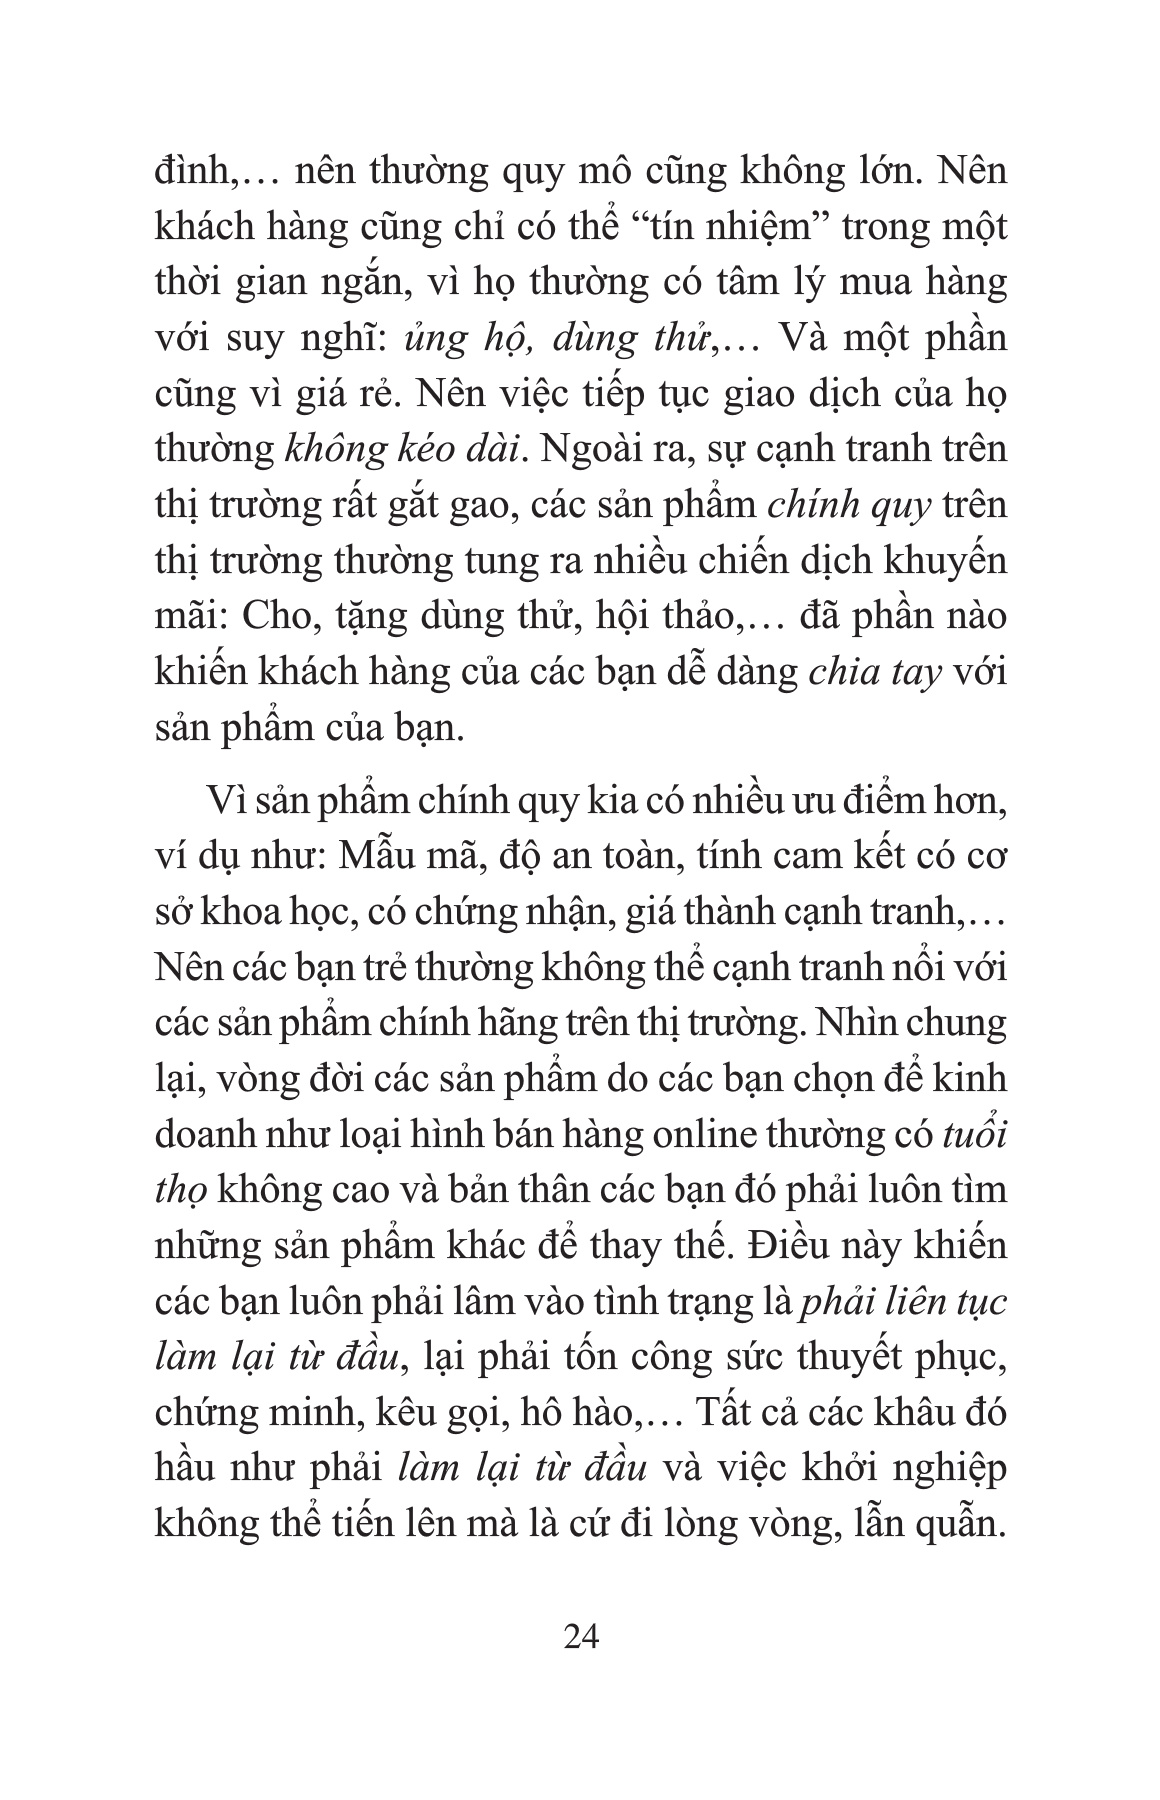 đình,… nên thường quy mô cũng không lớn. Nên
khách hàng cũng chỉ có thể “tín nhiệm” trong một
thời gian ngắn, vì họ thường có tâm lý mua hàng
với suy nghĩ: ủng hộ, dùng thử,… Và một phần
cũng vì giá rẻ. Nên việc tiếp tục giao dịch của họ
thường không kéo dài. Ngoài ra, sự cạnh tranh trên
thị trường rất gắt gao, các sản phẩm chính quy trên
thị trường thường tung ra nhiều chiến dịch khuyến
mãi: Cho, tặng dùng thử, hội thảo,… đã phần nào
khiến khách hàng của các bạn dễ dàng chia tay với
sản phẩm của bạn.
Vì sản phẩm chính quy kia có nhiều ưu điểm hơn,
ví dụ như: Mẫu mã, độ an toàn, tính cam kết có cơ
sở khoa học, có chứng nhận, giá thành cạnh tranh,…
Nên các bạn trẻ thường không thể cạnh tranh nổi với
các sản phẩm chính hãng trên thị trường. Nhìn chung
lại, vòng đời các sản phẩm do các bạn chọn để kinh
doanh như loại hình bán hàng online thường có tuổi
thọ không cao và bản thân các bạn đó phải luôn tìm
những sản phẩm khác để thay thế. Điều này khiến
các bạn luôn phải lâm vào tình trạng là phải liên tục
làm lại từ đầu, lại phải tốn công sức thuyết phục,
chứng minh, kêu gọi, hô hào,… Tất cả các khâu đó
hầu như phải làm lại từ đầu và việc khởi nghiệp
không thể tiến lên mà là cứ đi lòng vòng, lẫn quẫn.
24